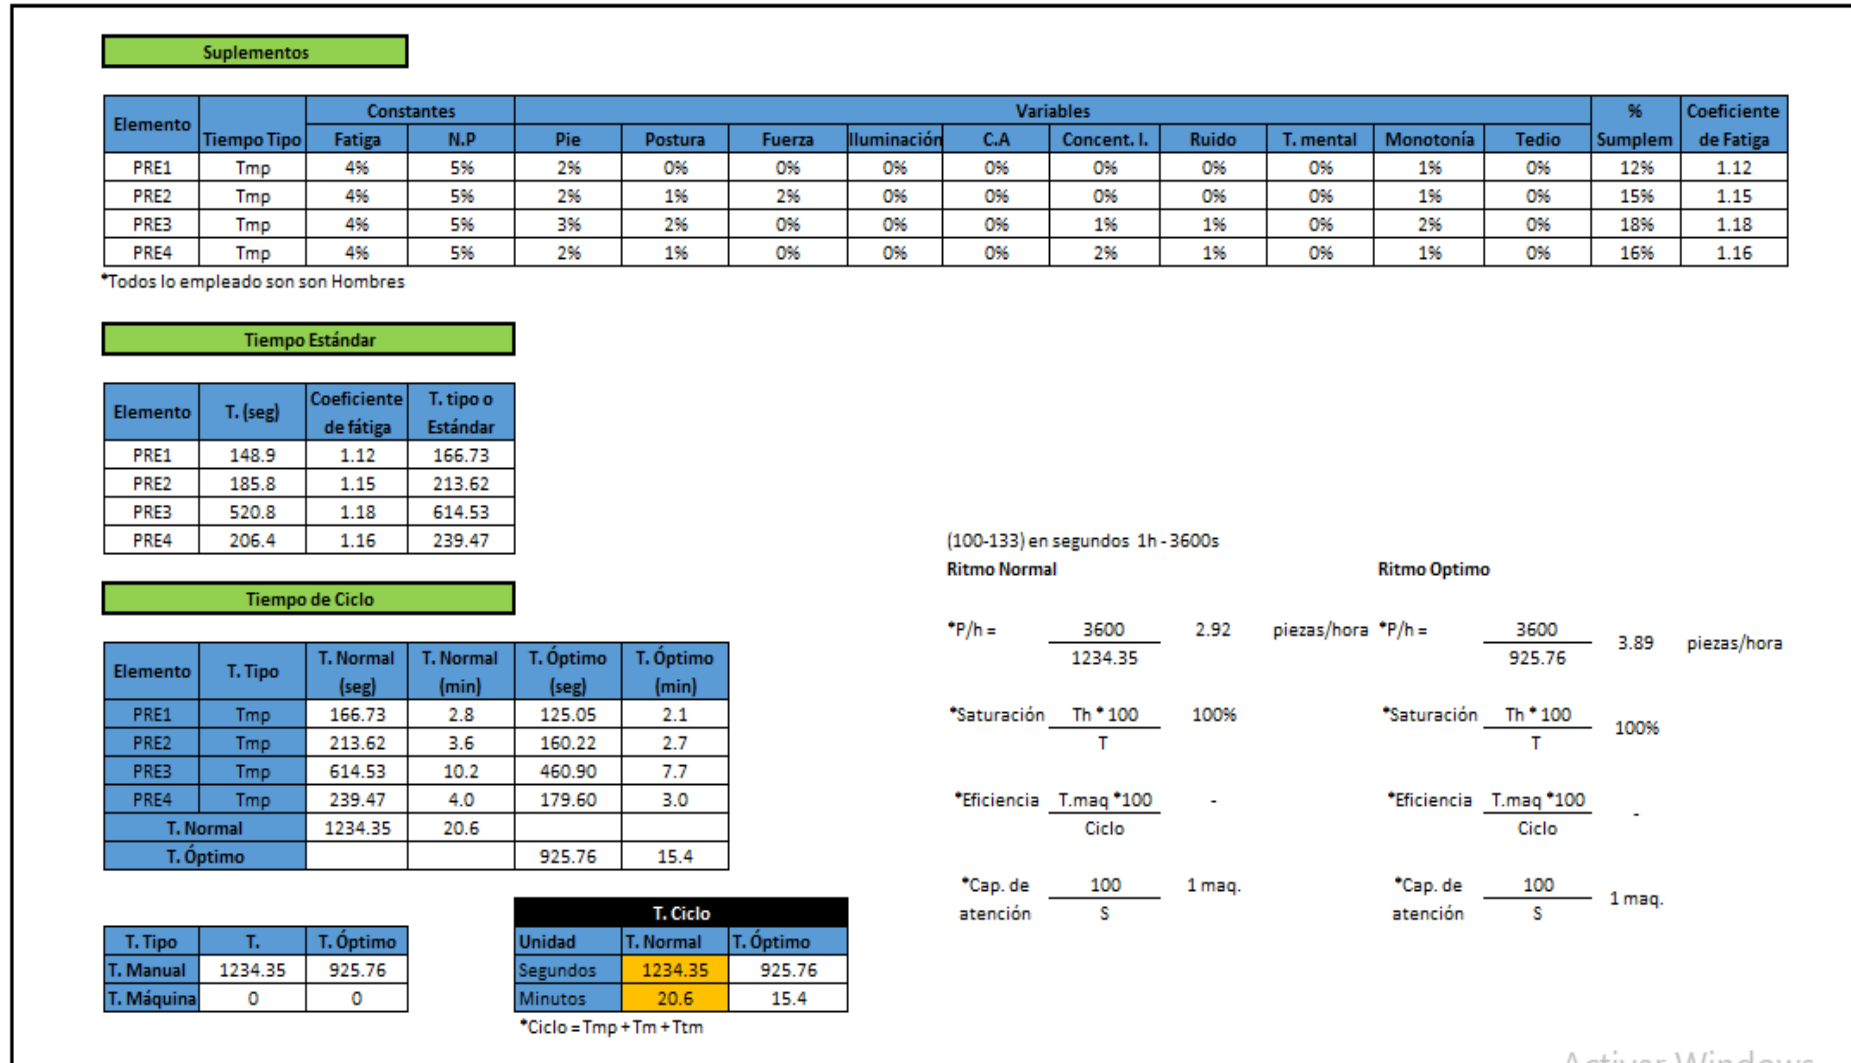 Suplementos
Elemento Tiempo Tipo Constantes Variables % Sumplem Coeficiente de Fatiga
Fatiga N.P Pie Postura Fuerza Iluminación C.A Concent. I. Ruido T. mental Monotonía Tedio
PRE1 Tmp 4% 5% 2% 0% 0% 0% 0% 0% 0% 0% 1% 0% 12% 1.12
PRE2 Tmp 4% 5% 2% 1% 2% 0% 0% 0% 0% 0% 1% 0% 15% 1.15
PRE3 Tmp 4% 5% 3% 2% 0% 0% 0% 1% 1% 0% 2% 0% 18% 1.18
PRE4 Tmp 4% 5% 2% 1% 0% 0% 0% 2% 1% 0% 1% 0% 16% 1.16
*Todos lo empleado son son Hombres
Tiempo Estándar
Elemento T. (seg) Coeficiente de fátiga T. tipo o Estándar
PRE1 148.9 1.12 166.73
PRE2 185.8 1.15 213.62
PRE3 520.8 1.18 614.53
PRE4 206.4 1.16 239.47
Tiempo de Ciclo
Elemento T. Tipo T. Normal (seg) T. Normal (min) T. Óptimo (seg) T. Óptimo (min)
PRE1 Tmp 166.73 2.8 125.05 2.1
PRE2 Tmp 213.62 3.6 160.22 2.7
PRE3 Tmp 614.53 10.2 460.90 7.7
PRE4 Tmp 239.47 4.0 179.60 3.0
T. Normal 1234.35 20.6
T. Óptimo 925.76 15.4
T. Tipo T. T. Óptimo
T. Manual 1234.35 925.76
T. Máquina 0 0
T. Ciclo
Unidad T. Normal T. Óptimo
Segundos 1234.35 925.76
Minutos 20.6 15.4
*Ciclo = Tmp + Tm + Ttm
(100-133) en segundos 1h - 3600s
Ritmo Normal
*P/h = 3600 2.92 piezas/hora
1234.35
*Saturación Th * 100 100%
T
*Eficiencia T.maq *100 -
Ciclo
*Cap. de atención 100 1 maq.
S
Ritmo Optimo
*P/h = 3600 3.89 piezas/hora
925.76
*Saturación Th * 100 100%
T
*Eficiencia T.maq *100 -
Ciclo
*Cap. de atención 100 1 maq.
S
Activar Windows